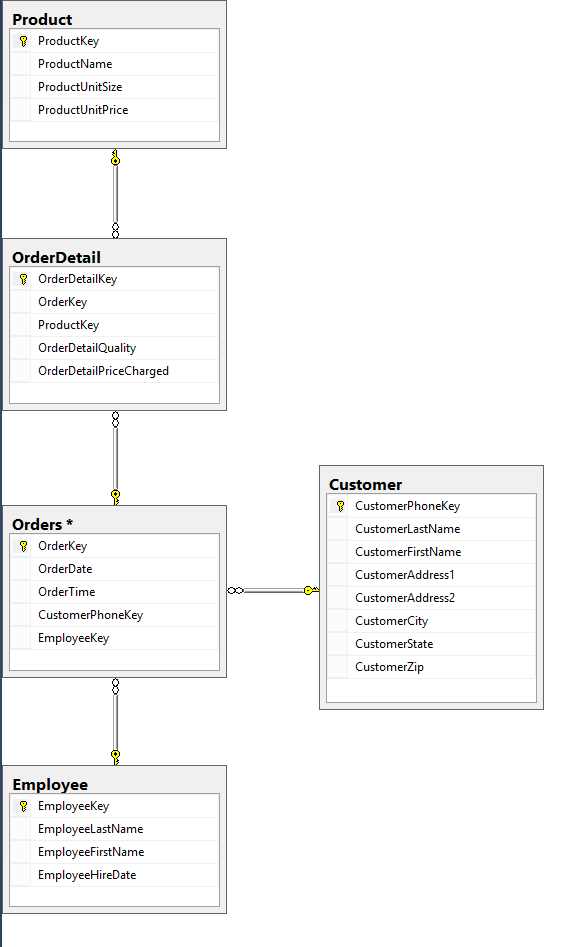 Product
ProductKey
ProductName
ProductUnitSize
ProductUnitPrice
OrderDetail
OrderDetailKey
OrderKey
ProductKey
OrderDetailQuality
OrderDetailPriceCharged
Orders *
OrderKey
OrderDate
OrderTime
CustomerPhoneKey
EmployeeKey
Customer
CustomerPhoneKey
CustomerLastName
CustomerFirstName
CustomerAddress1
CustomerAddress2
CustomerCity
CustomerState
CustomerZip
Employee
EmployeeKey
EmployeeLastName
EmployeeFirstName
EmployeeHireDate